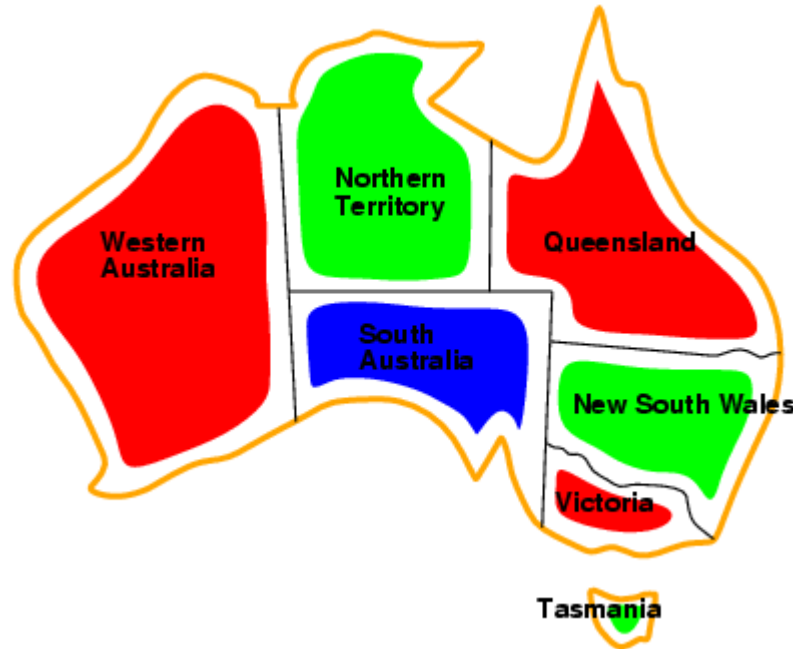 Northern
Territory
Western
Australia
Queensland
South
Australia
New South Wales
Victoria
Tasmania